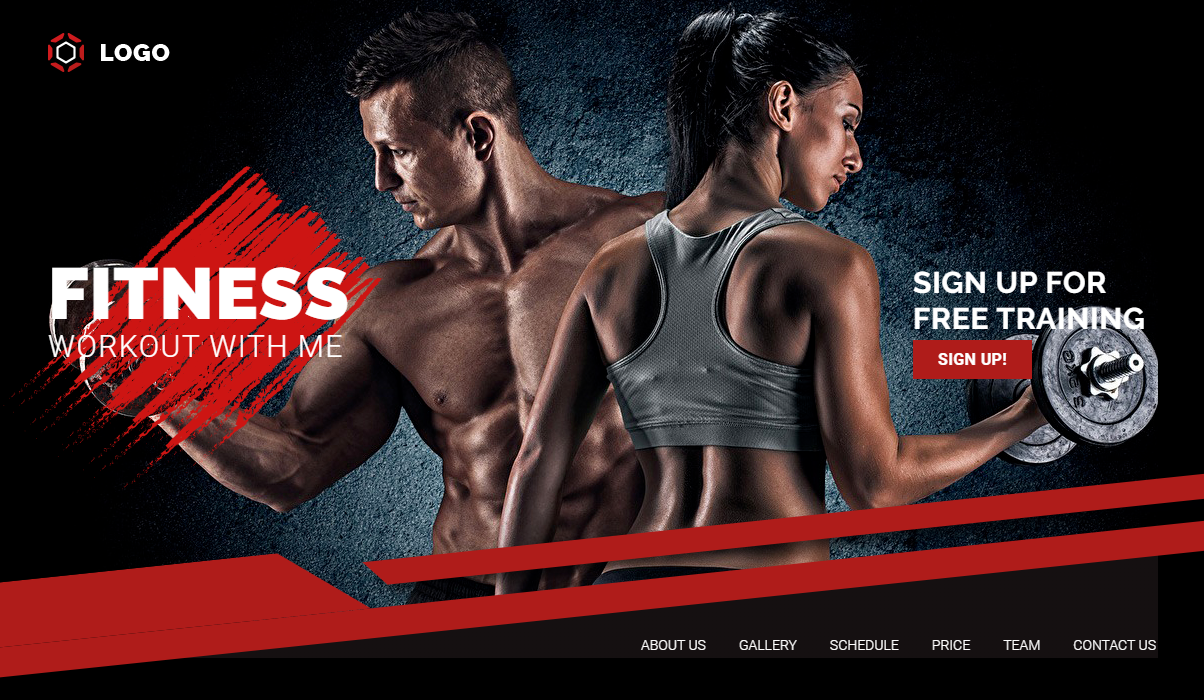 LOGO
FITNESS
WORKOUT WITH ME
SIGN UP FOR
FREE TRAINING
SIGN UP!
ABOUT US GALLERY SCHEDULE PRICE TEAM CONTACT US